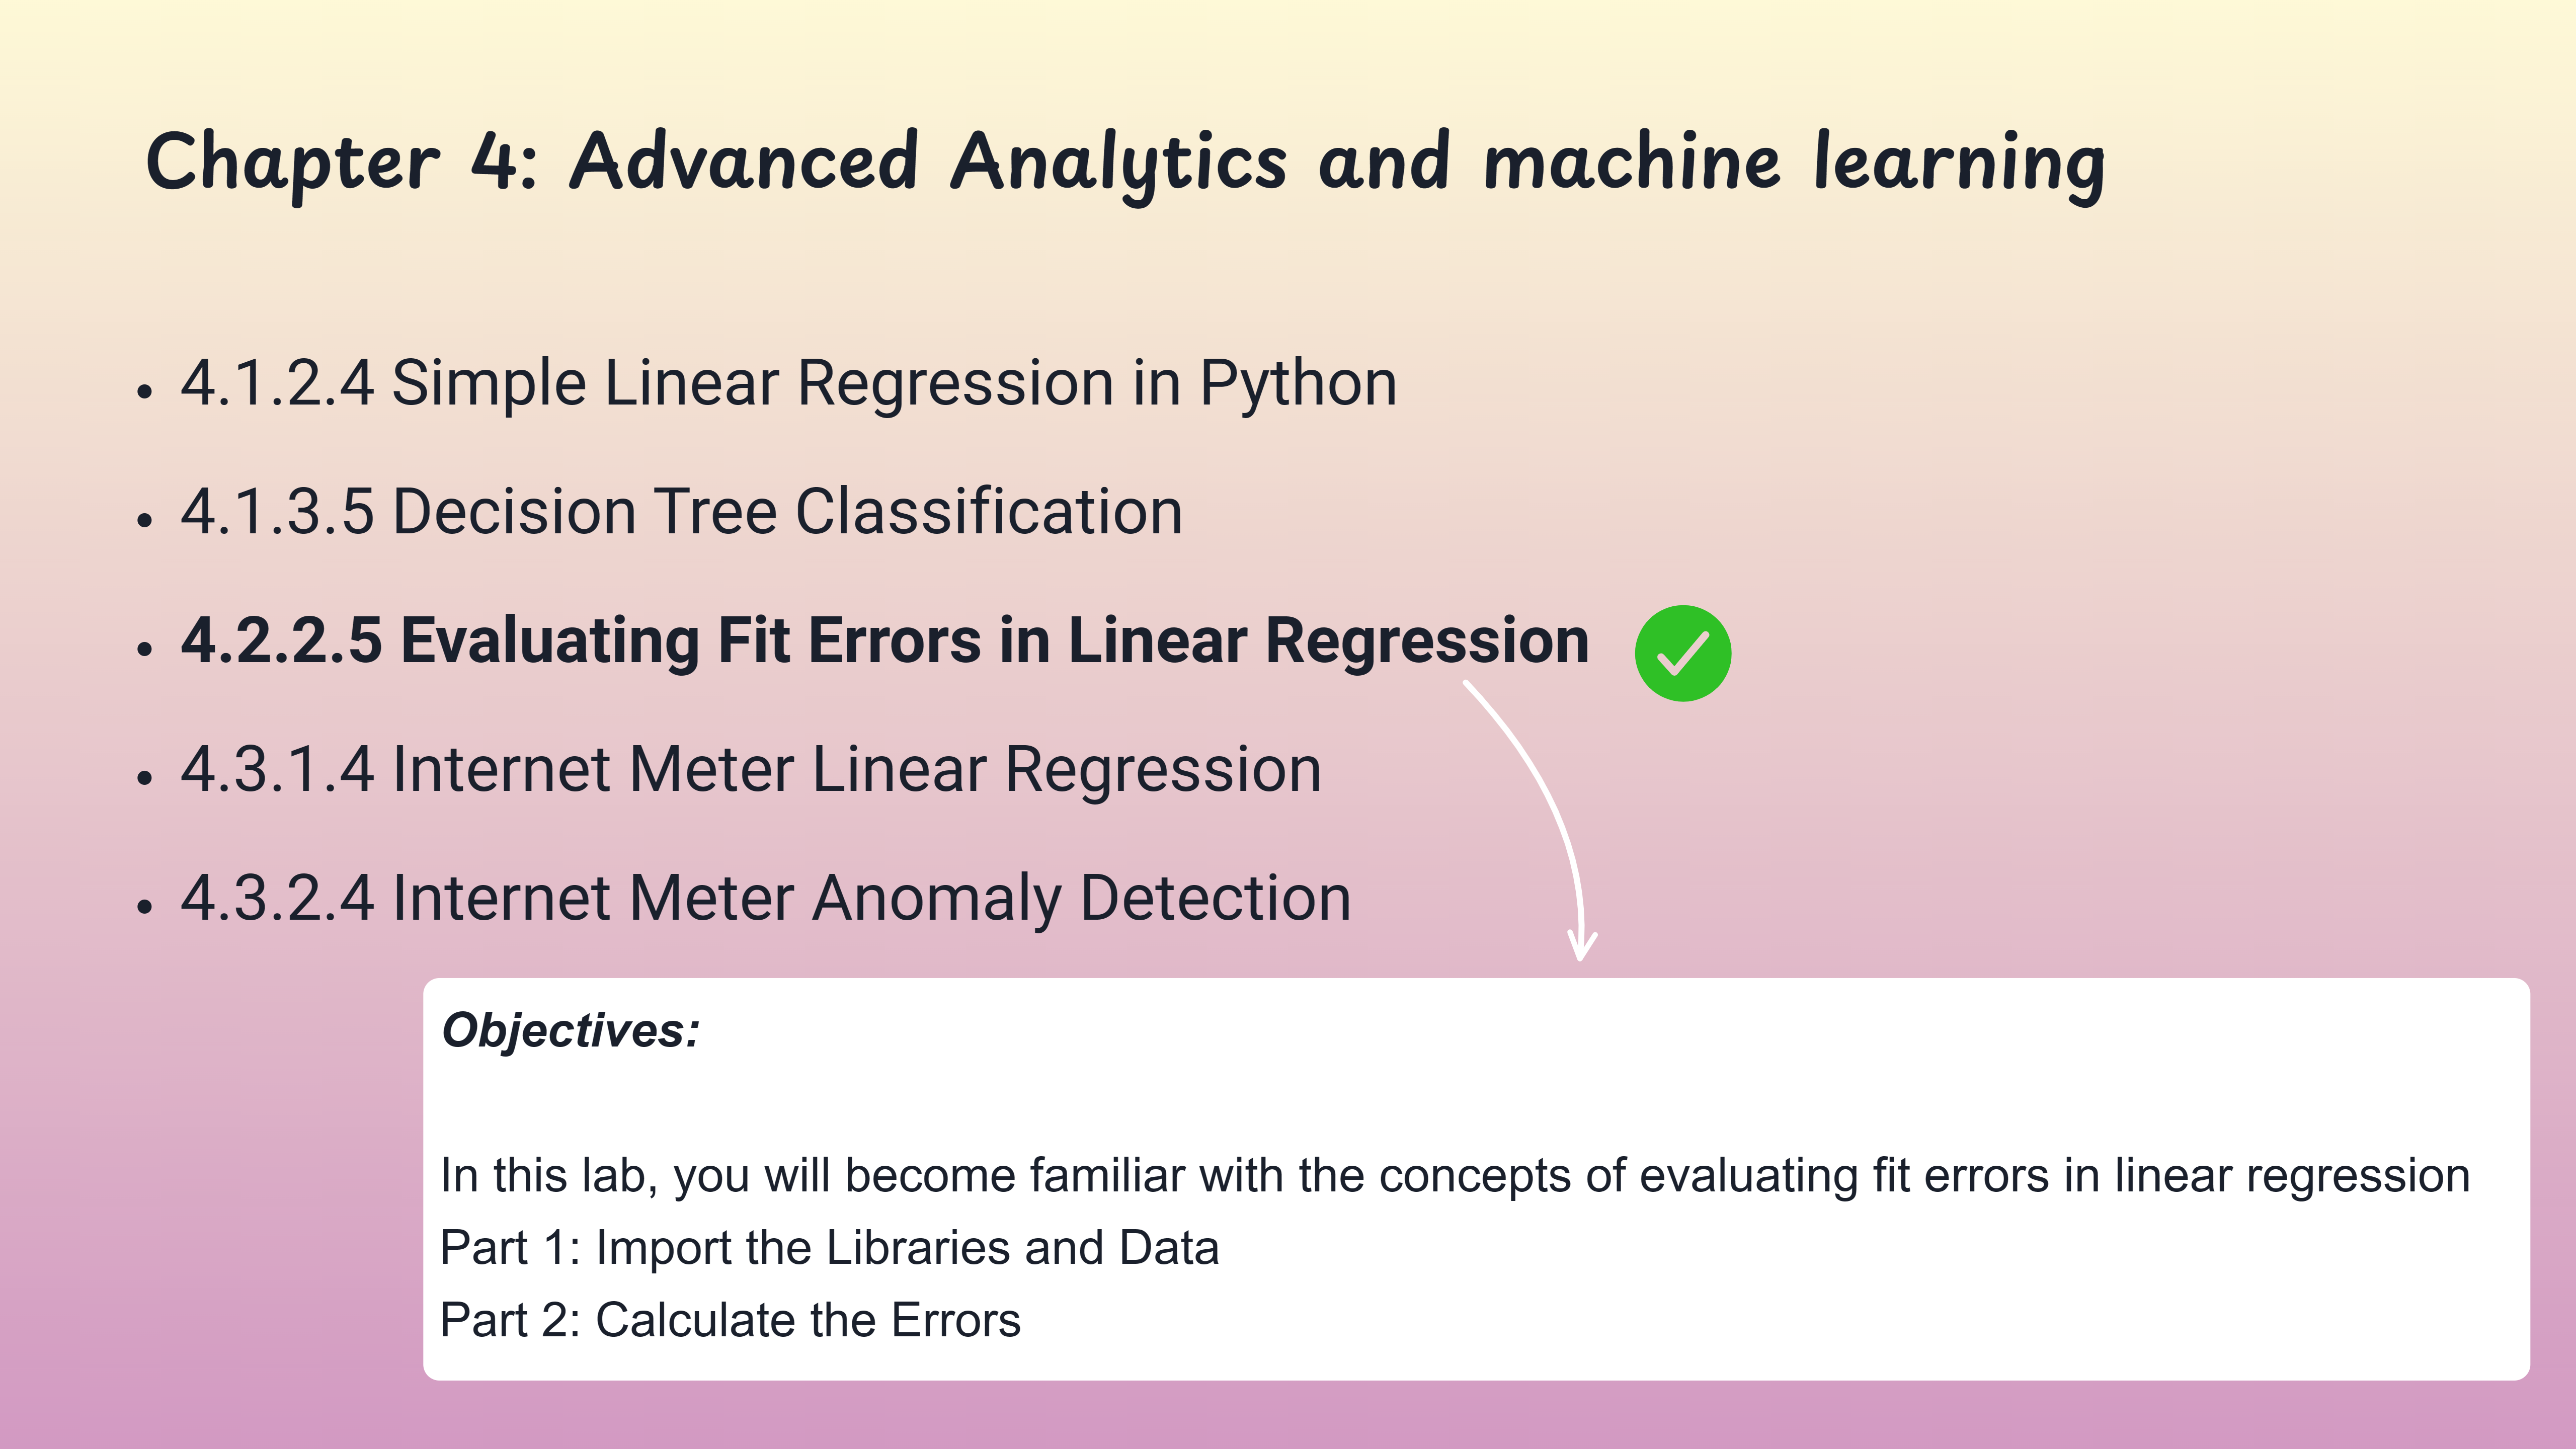 Chapter 4: Advanced Analytics and machine learning
• 4.1.2.4 Simple Linear Regression in Python
• 4.1.3.5 Decision Tree Classification
• 4.2.2.5 Evaluating Fit Errors in Linear Regression
• 4.3.1.4 Internet Meter Linear Regression
• 4.3.2.4 Internet Meter Anomaly Detection
Objectives:
In this lab, you will become familiar with the concepts of evaluating fit errors in linear regression
Part 1: Import the Libraries and Data
Part 2: Calculate the Errors